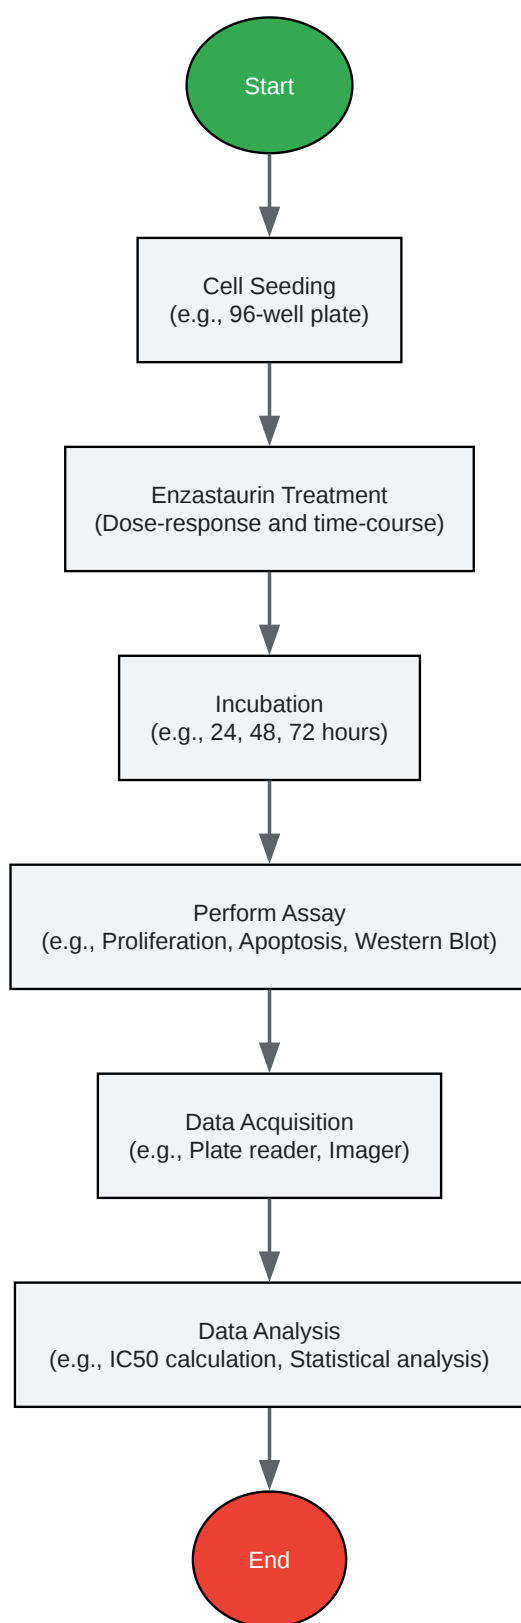 Start
Cell Seeding
(e.g., 96-well plate)
Enzastaurin Treatment
(Dose-response and time-course)
Incubation
(e.g., 24, 48, 72 hours)
Perform Assay
(e.g., Proliferation, Apoptosis, Western Blot)
Data Acquisition
(e.g., Plate reader, Imager)
Data Analysis
(e.g., IC50 calculation, Statistical analysis)
End